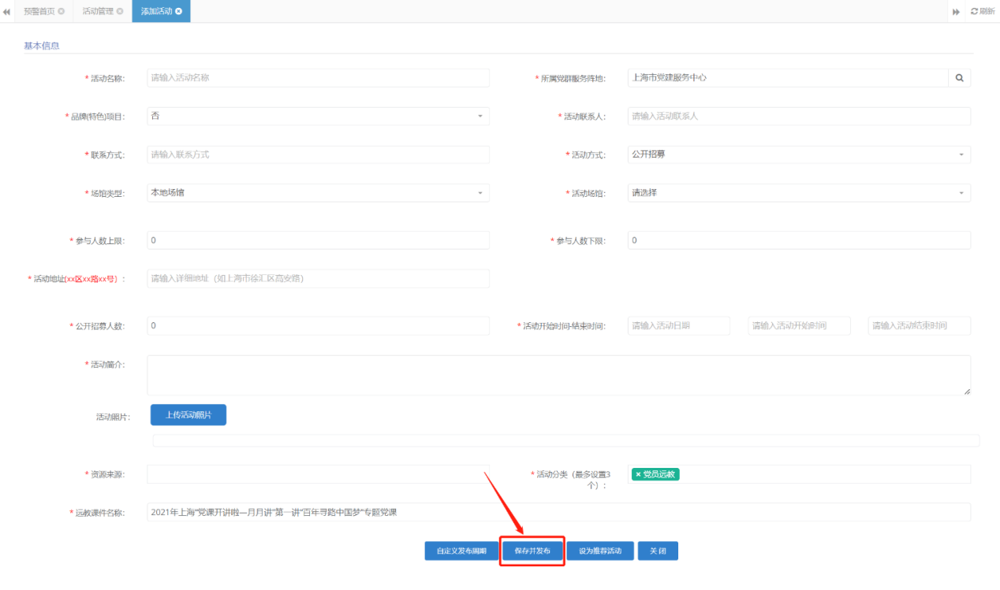 预警首页 活动管理 添加活动 刷新
基本信息
* 活动名称: 请输入活动名称 * 所属党群服务阵地: 上海市党建服务中心
* 品牌(特色)项目: 否 * 活动联系人: 请输入活动联系人
* 联系方式: 请输入联系方式 * 活动方式: 公开招募
* 场馆类型: 本地场馆 * 活动场馆: 请选择
* 参与人数上限: 0 * 参与人数下限: 0
* 活动地址(xx区xx路xx号) : 请输入详细地址 (如上海市徐汇区高安路)
* 公开招募人数: 0 * 活动开始时间-结束时间: 请输入活动日期 请输入活动开始时间 请输入活动结束时间
* 活动简介:
活动照片: 上传活动照片
* 资源来源: * 活动分类 (最多设置3个) : × 党员远教
* 远教课件名称: 2021年上海“党课开讲啦—月月讲”第一讲“百年寻路中国梦”专题党课
自定义发布周期 保存并发布 设为推荐活动 关闭